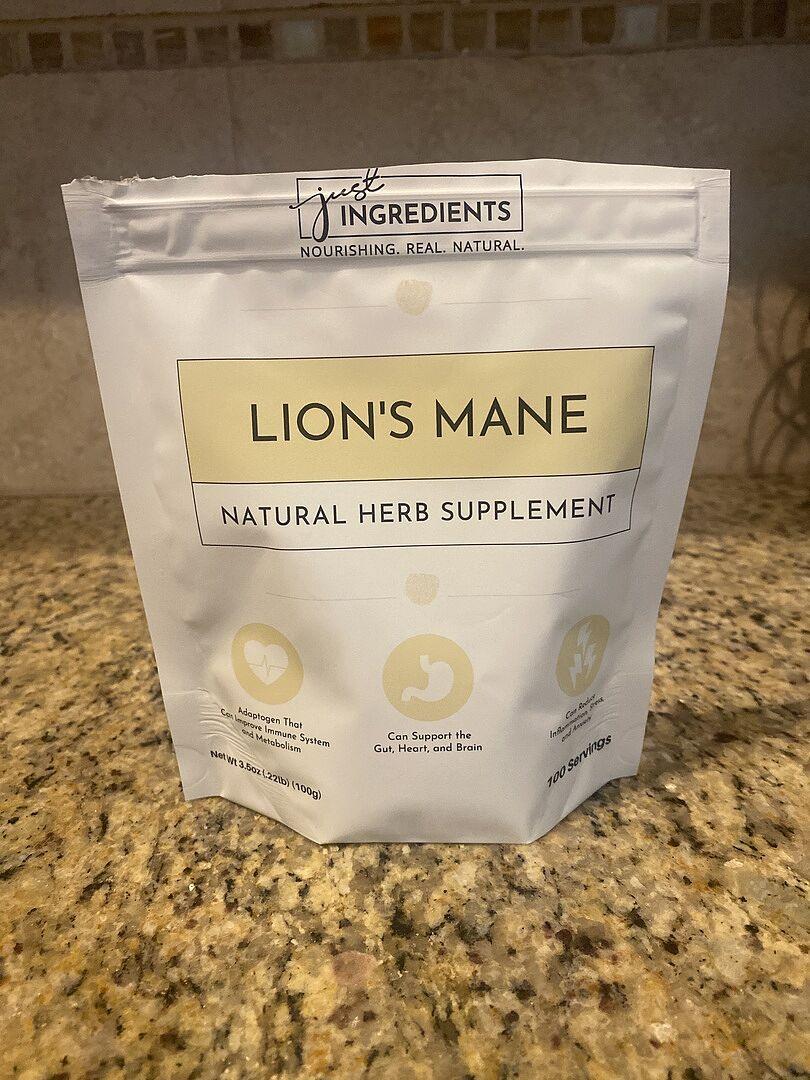 just
INGREDIENTS
NOURISHING. REAL. NATURAL.
LION'S MANE
NATURAL HERB SUPPLEMENT
Adaptogen That
Can Improve Immune System
and Metabolism
Can Support the
Gut, Heart, and Brain
Can Reduce
Inflammation, Stress,
and Anxiety
Net Wt 3.5oz (.22lb) (100g)
100 Servings